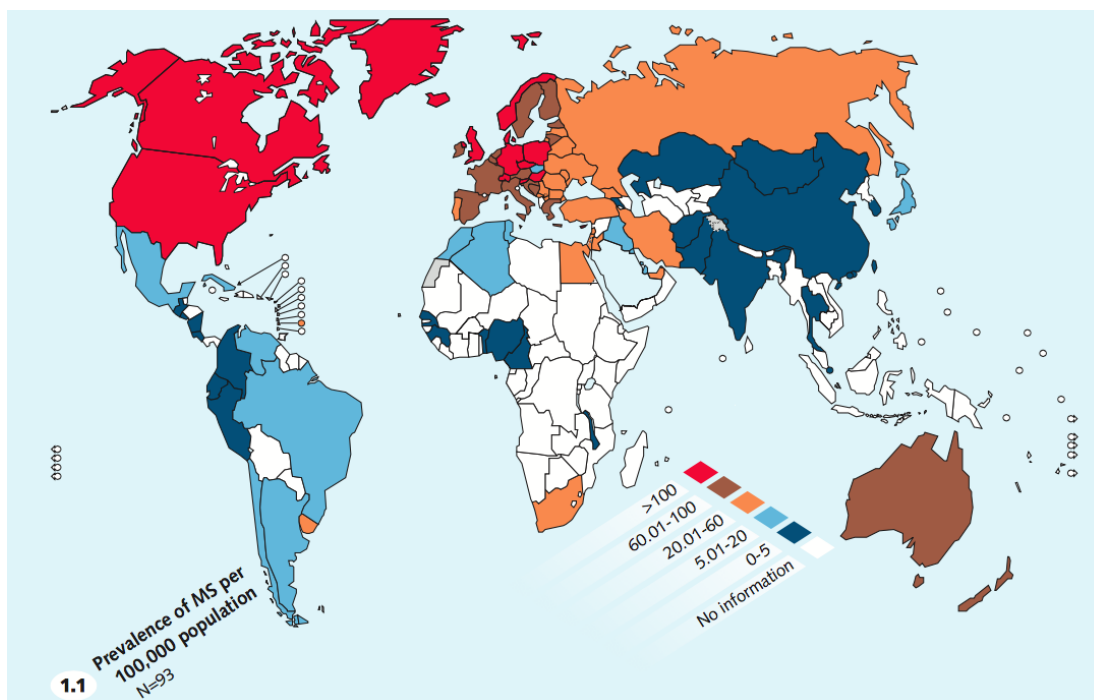 >100
60.01-100
20.01-60
5.01-20
0-5
No information
Prevalence of MS per
100,000 population
N=93
1.1